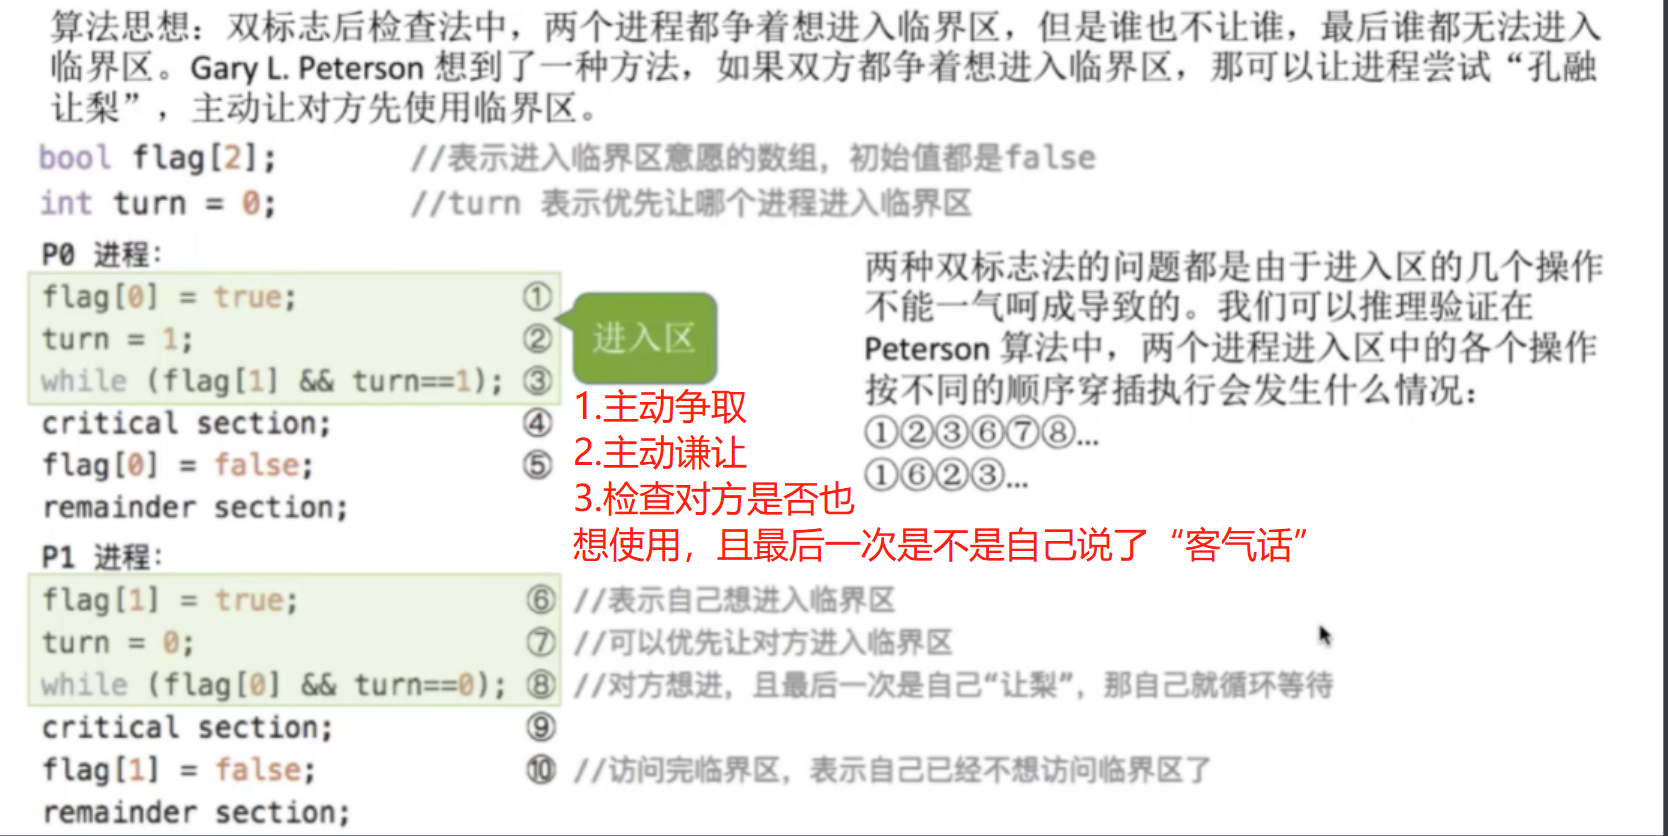 算法思想：双标志后检查法中，两个进程都争着想进入临界区，但是谁也不让谁，最后谁都无法进入
临界区。Gary L. Peterson 想到了一种方法，如果双方都争着想进入临界区，那可以让进程尝试“孔融
让梨”，主动让对方先使用临界区。
bool flag[2]; //表示进入临界区意愿的数组，初始值都是false
int turn = 0; //turn 表示优先让哪个进程进入临界区
P0 进程：
flag[0] = true; ①
turn = 1; ②
while (flag[1] && turn==1); ③
critical section; ④
flag[0] = false; ⑤
remainder section;
进入区
1.主动争取
2.主动谦让
3.检查对方是否也
想使用，且最后一次是不是自己说了“客气话”
两种双标志法的问题都是由于进入区的几个操作
不能一气呵成导致的。我们可以推理验证在
Peterson 算法中，两个进程进入区中的各个操作
按不同的顺序穿插执行会发生什么情况：
①②③⑥⑦⑧...
①⑥②③...
P1 进程：
flag[1] = true; ⑥ //表示自己想进入临界区
turn = 0; ⑦ //可以优先让对方进入临界区
while (flag[0] && turn==0); ⑧ //对方想进，且最后一次是自己“让梨”，那自己就循环等待
critical section; ⑨
flag[1] = false; ⑩ //访问完临界区，表示自己已经不想访问临界区了
remainder section;